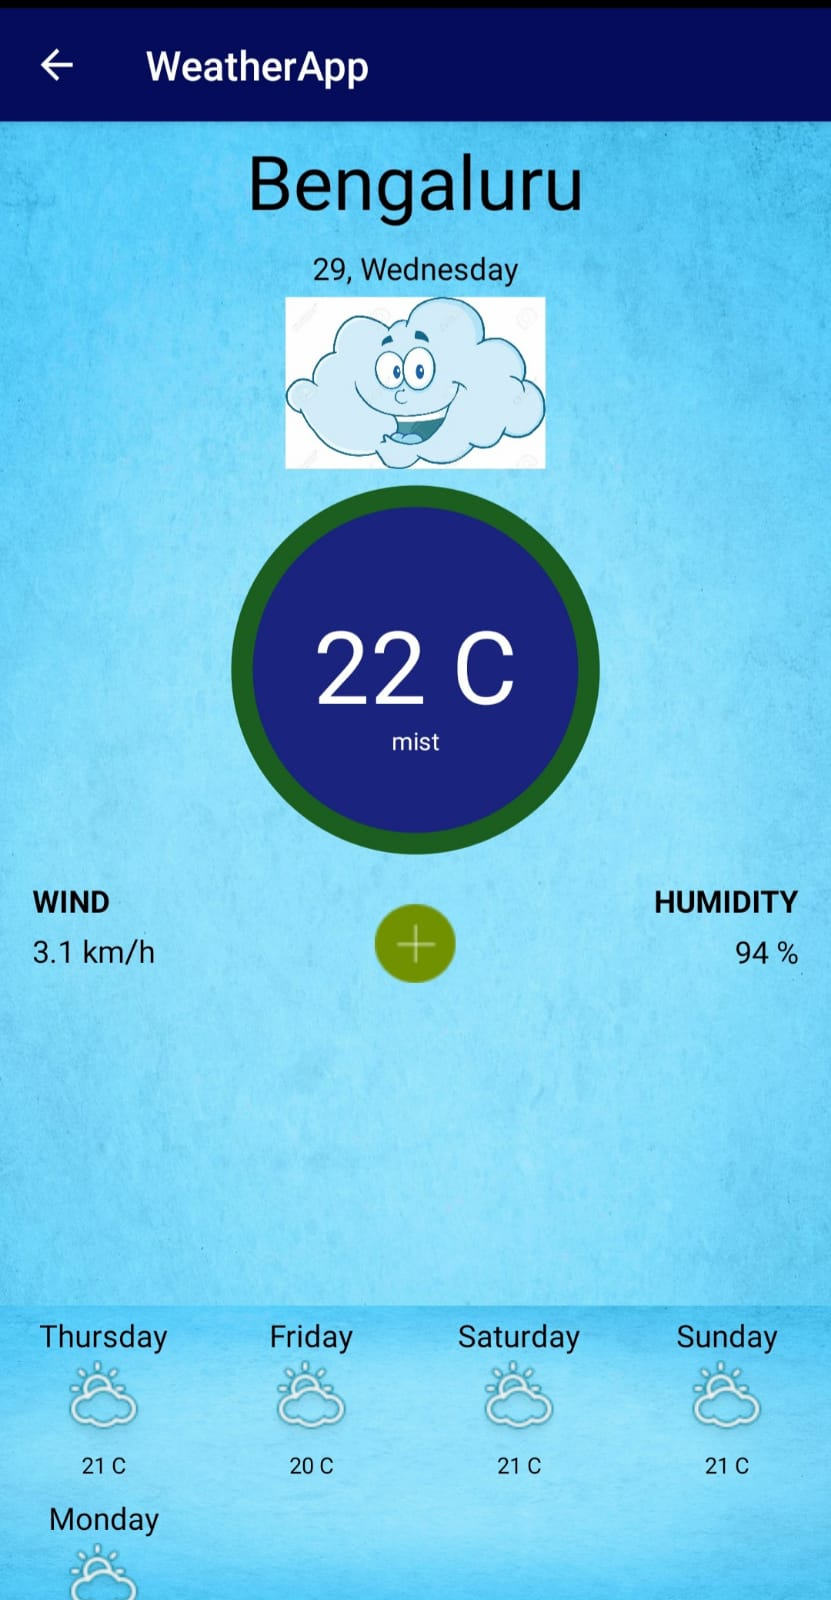 WeatherApp
Bengaluru
29, Wednesday
22 C
mist
WIND
HUMIDITY
3.1 km/h
94 %
Thursday
Friday
Saturday
Sunday
21 C
20 C
21 C
21 C
Monday